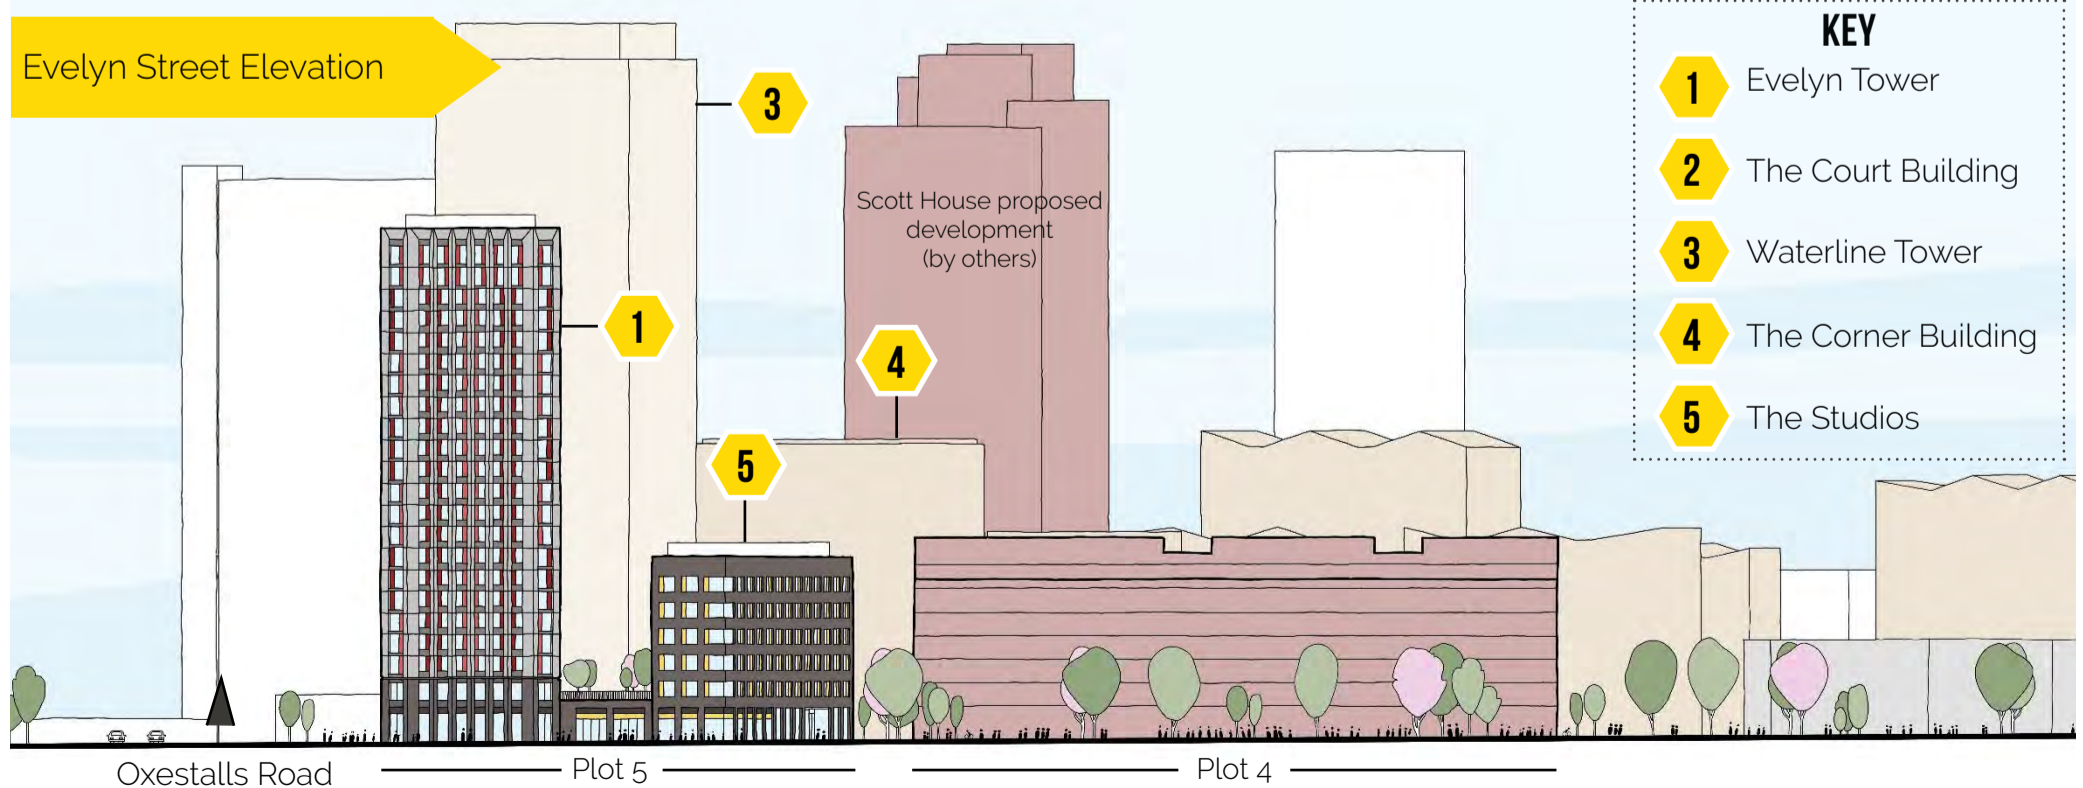 Evelyn Street Elevation
3
1
4
5
Scott House proposed
development
(by others)
KEY
1 Evelyn Tower
2 The Court Building
3 Waterline Tower
4 The Corner Building
5 The Studios
Oxestalls Road
Plot 5
Plot 4